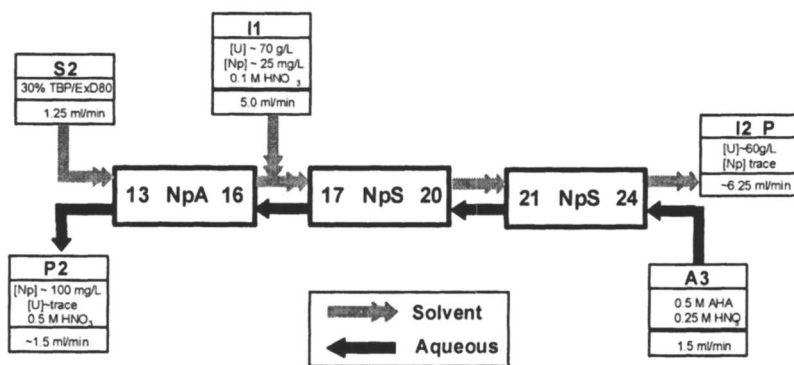 S2
30% TBP/ExD80
1.25 ml/min
I1
[U] ~ 70 g/L
[Np] ~ 25 mg/L
0.1 M HNO3
5.0 ml/min
I2 P
[U]~60g/L
[Np] trace
~6.25 ml/min
13 NpA 16
17 NpS 20
21 NpS 24
P2
[Np] ~ 100 mg/L
[U]~trace
0.5 M HNO3
~1.5 ml/min
Solvent
Aqueous
A3
0.5 M AHA
0.25 M HNO3
1.5 ml/min